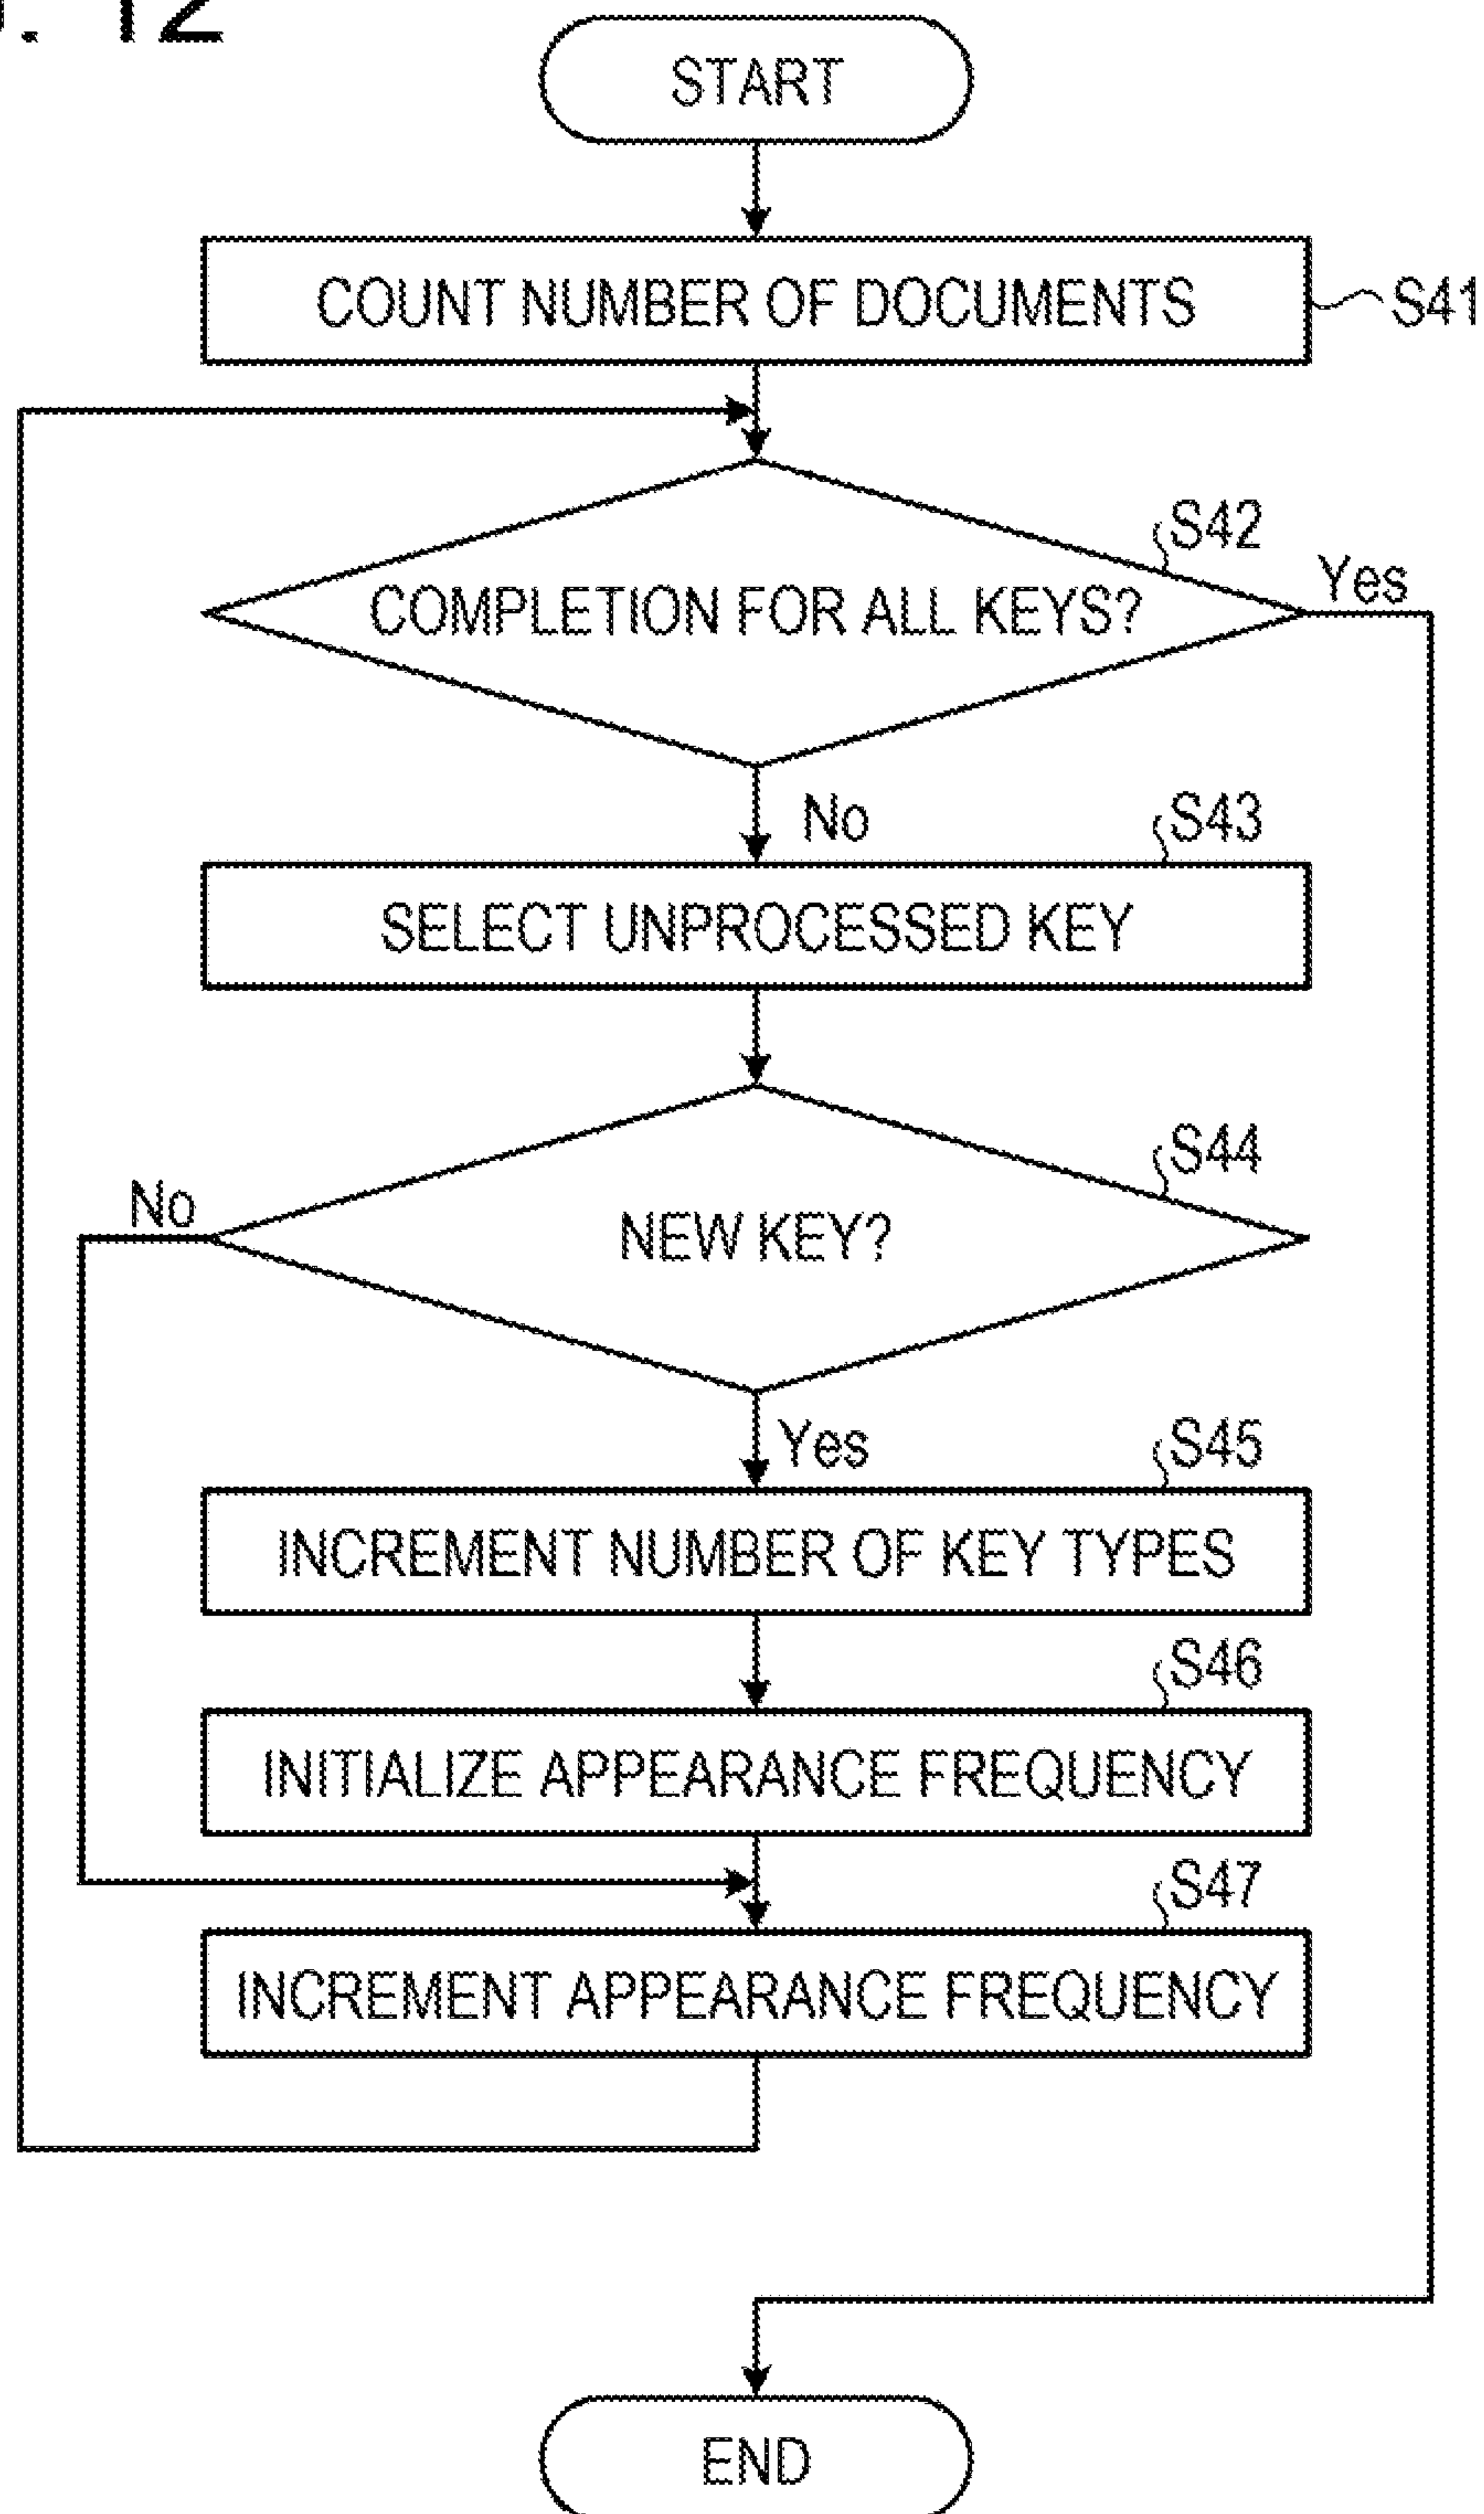 12
START
COUNT NUMBER OF DOCUMENTS
S41
S42
COMPLETION FOR ALL KEYS?
Yes
No
S43
SELECT UNPROCESSED KEY
S44
No
NEW KEY?
Yes
S45
INCREMENT NUMBER OF KEY TYPES
S46
INITIALIZE APPEARANCE FREQUENCY
S47
INCREMENT APPEARANCE FREQUENCY
END